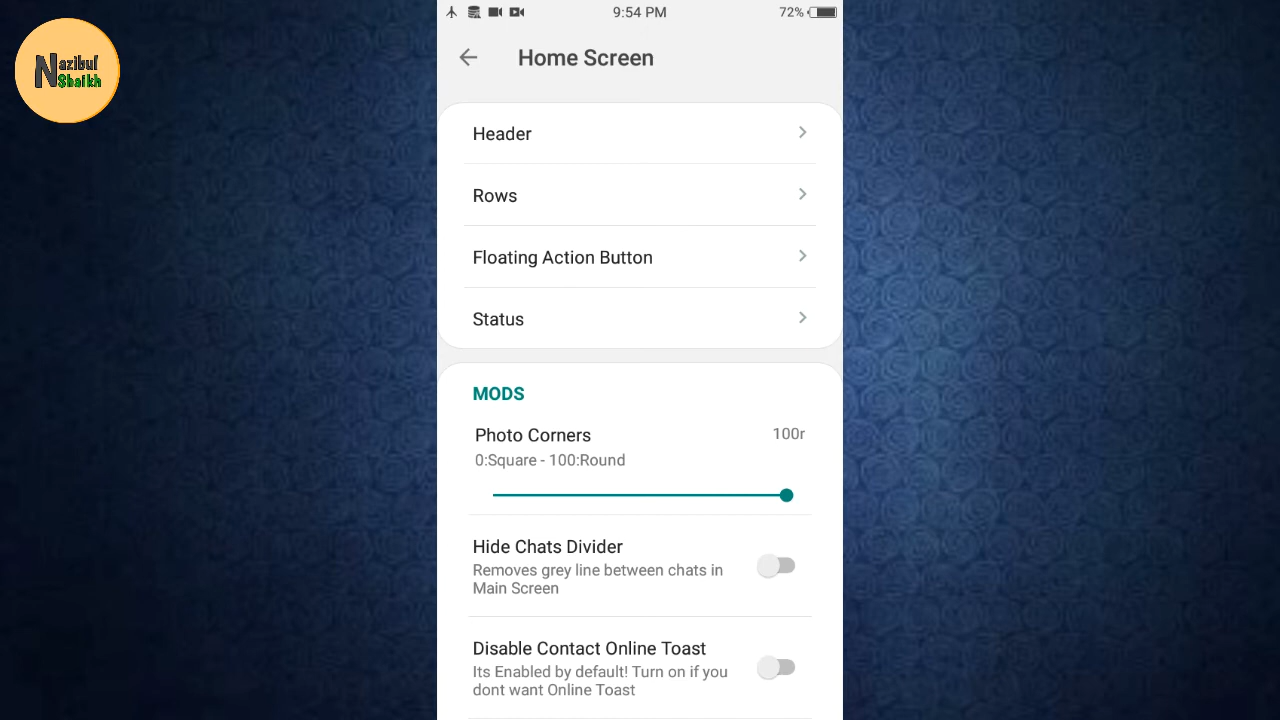 Nazibul
Shaikh
9:54 PM
72%
Home Screen
Header
Rows
Floating Action Button
Status
MODS
Photo Corners
100r
0:Square - 100:Round
Hide Chats Divider
Removes grey line between chats in
Main Screen
Disable Contact Online Toast
Its Enabled by default! Turn on if you
dont want Online Toast